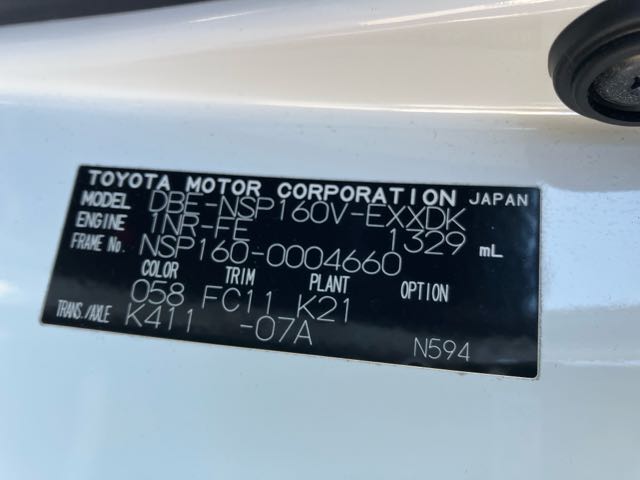 TOYOTA MOTOR CORPORATION JAPAN
MODEL DBE-NSP160V-EXXDK
ENGINE 1NR-FE 1329 mL
FRAME No. NSP160-0004660
COLOR TRIM PLANT OPTION
058 FC11 K21
TRANS./AXLE K411 -07A
N594